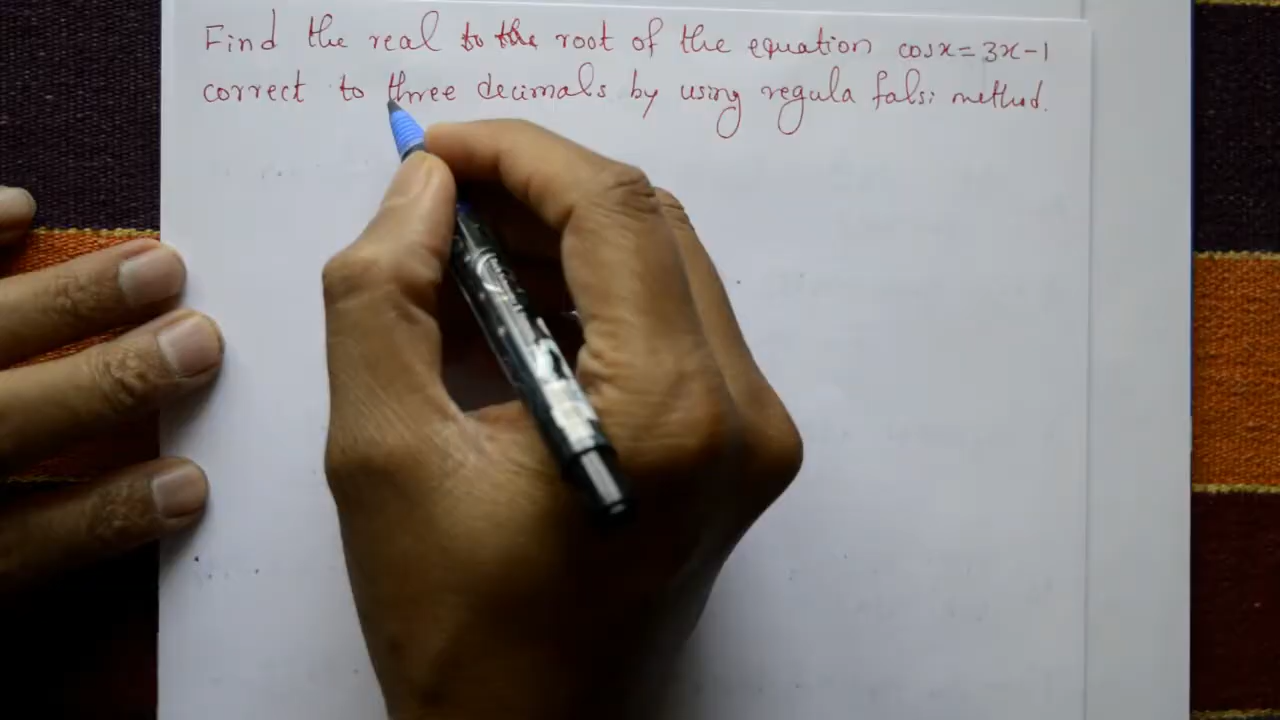 Find the real to the root of the equation cosx = 3x - 1
correct to three decimals by using regula falsi method.